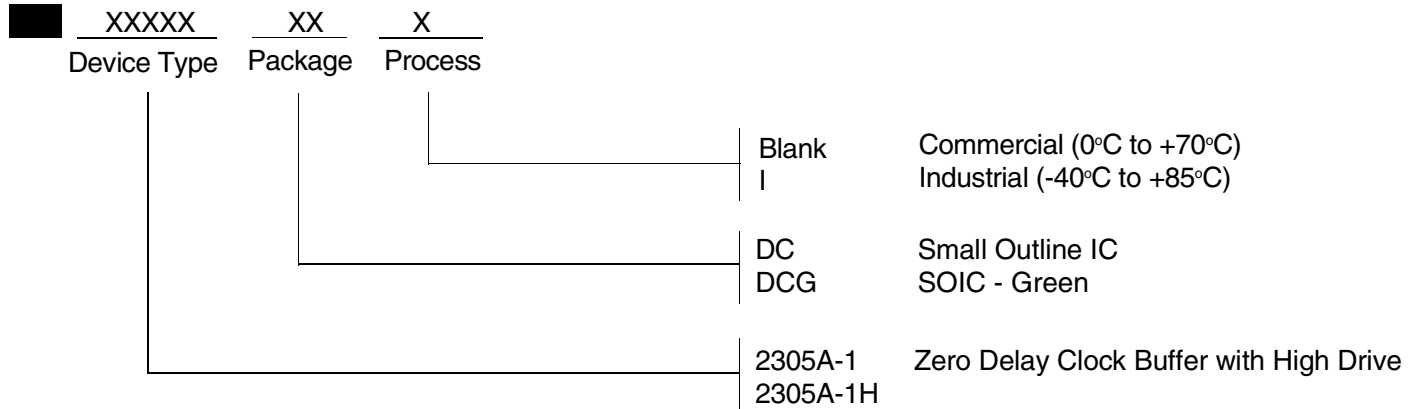 XXXXX XX X
Device Type Package Process
Blank Commercial (0°C to +70°C)
I Industrial (-40°C to +85°C)
DC Small Outline IC
DCG SOIC - Green
2305A-1 Zero Delay Clock Buffer with High Drive
2305A-1H